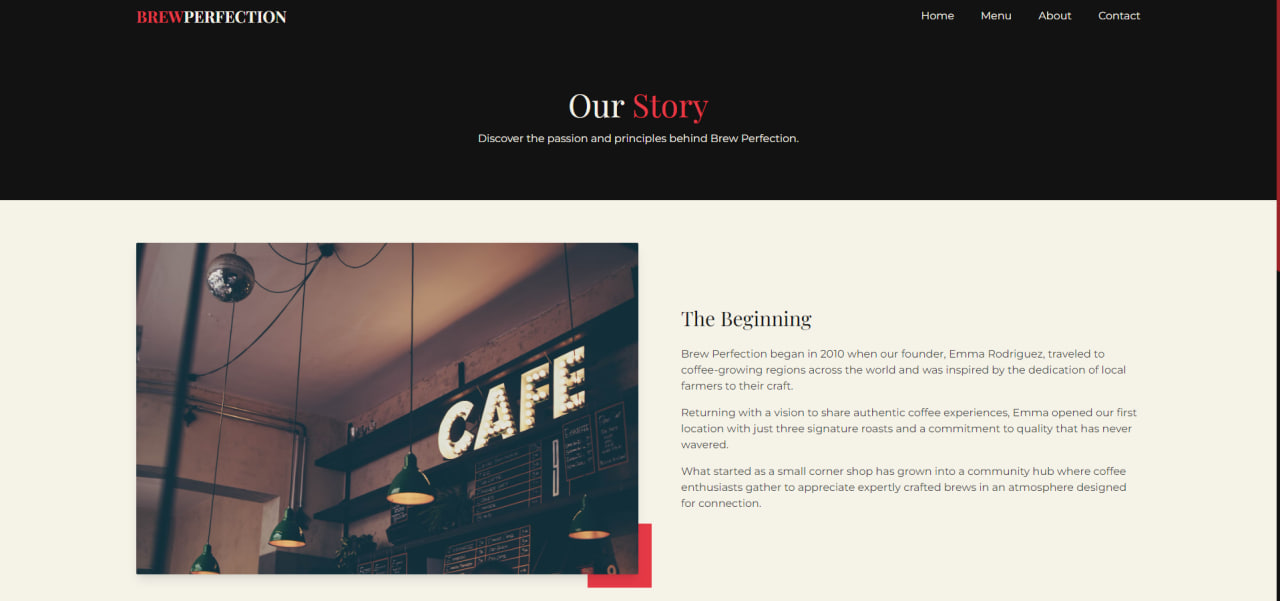 BREWPERFECTION
Home Menu About Contact
Our Story
Discover the passion and principles behind Brew Perfection.
CAFE
The Beginning
Brew Perfection began in 2010 when our founder, Emma Rodriguez, traveled to
coffee-growing regions across the world and was inspired by the dedication of local
farmers to their craft.
Returning with a vision to share authentic coffee experiences, Emma opened our first
location with just three signature roasts and a commitment to quality that has never
wavered.
What started as a small corner shop has grown into a community hub where coffee
enthusiasts gather to appreciate expertly crafted brews in an atmosphere designed
for connection.